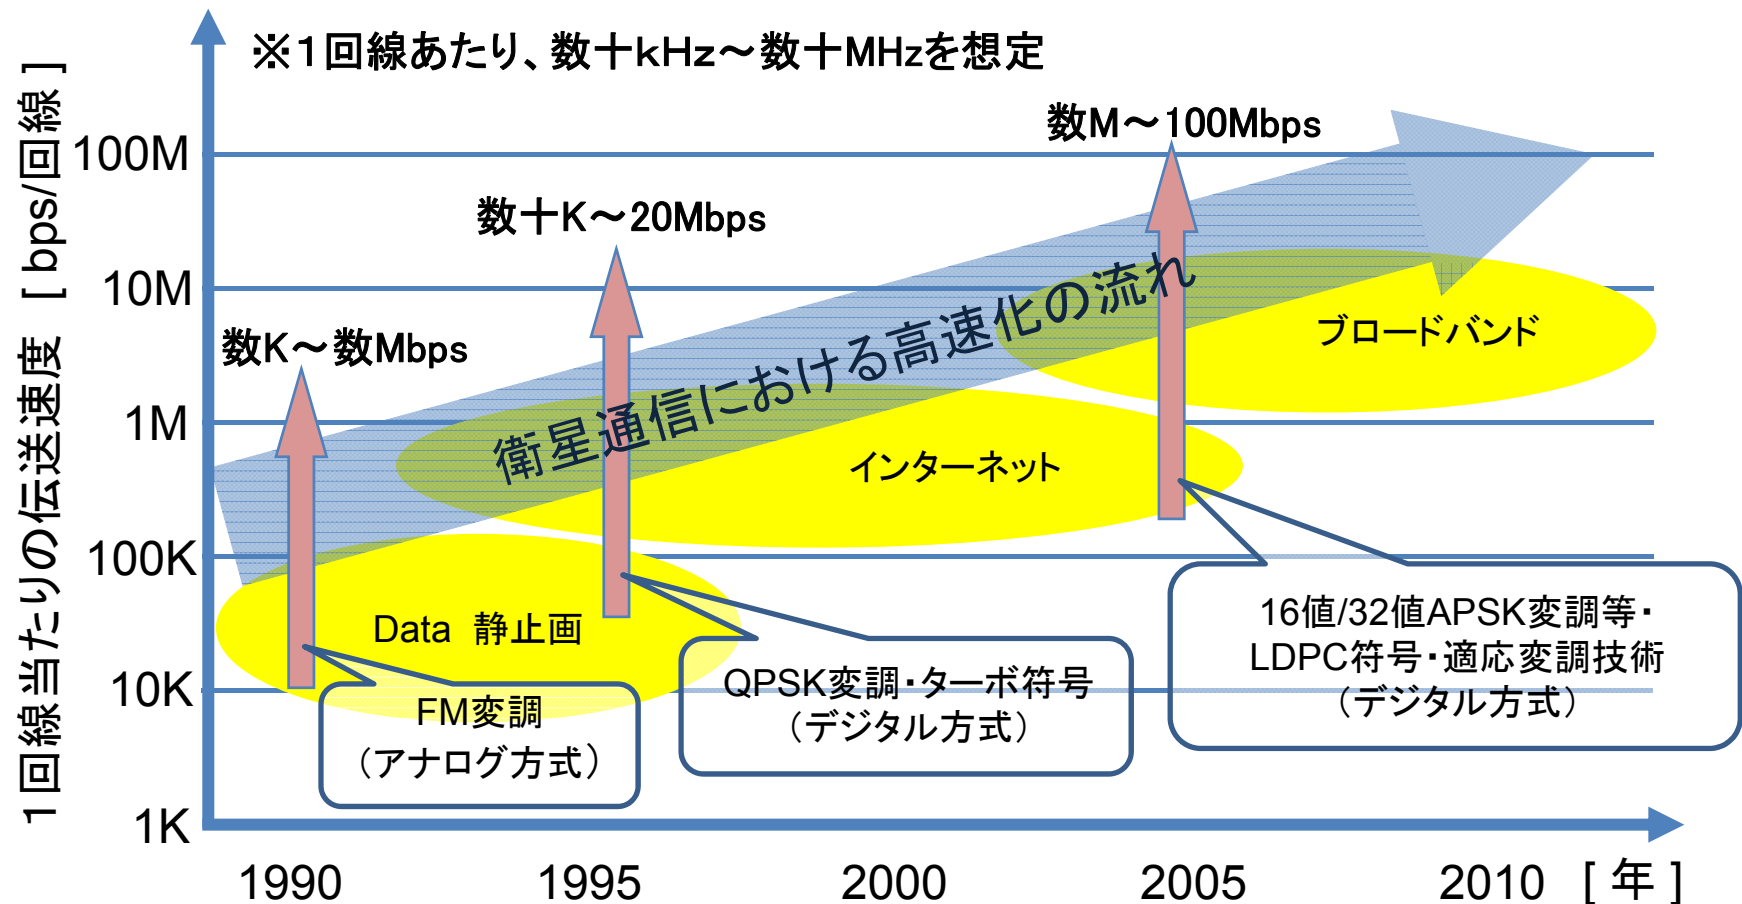 ※１回線あたり、数十ｋＨｚ～数十MHzを想定
１回線当たりの伝送速度 [ bps/回線 ]
100M
10M
1M
100K
10K
1K
数M～100Mbps
数十K～20Mbps
数K～数Mbps
衛星通信における高速化の流れ
ブロードバンド
インターネット
Data 静止画
FM変調
（アナログ方式）
QPSK変調・ターボ符号
（デジタル方式）
16値/32値APSK変調等・
LDPC符号・適応変調技術
（デジタル方式）
1990 1995 2000 2005 2010 [ 年 ]